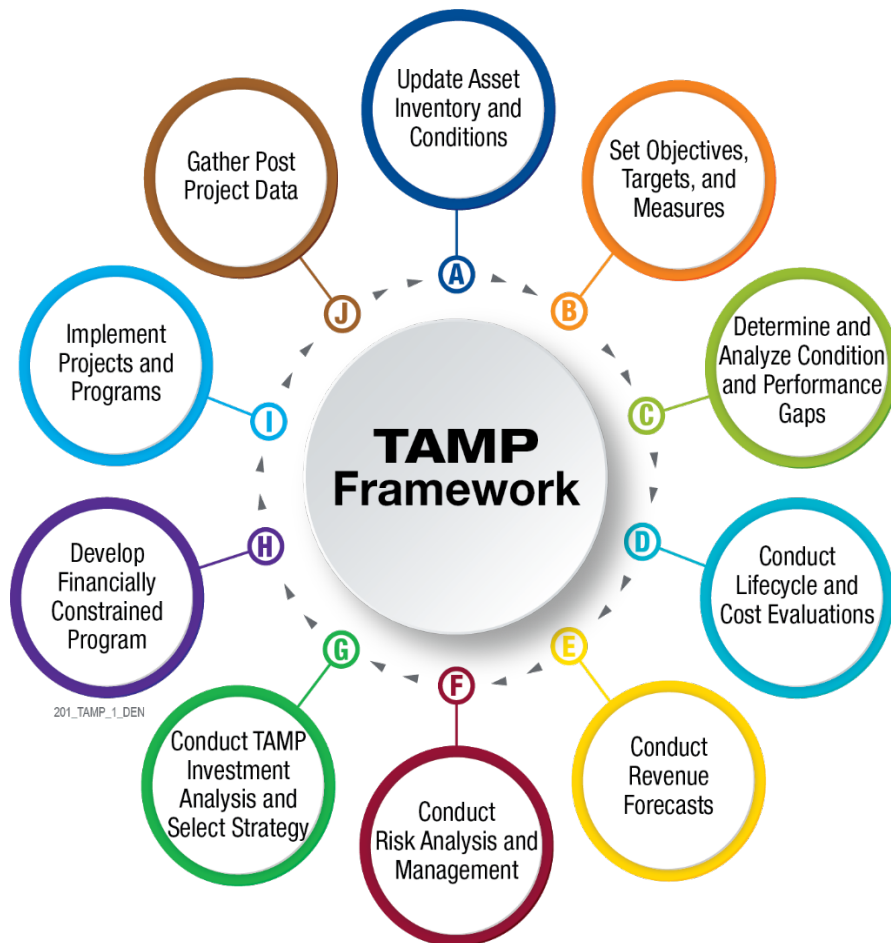 TAMP
Framework
A
Update Asset
Inventory and
Conditions
B
Set Objectives,
Targets, and
Measures
C
Determine and
Analyze Condition
and Performance
Gaps
D
Conduct
Lifecycle and
Cost Evaluations
E
Conduct
Revenue
Forecasts
F
Conduct
Risk Analysis and
Management
G
Conduct TAMP
Investment
Analysis and
Select Strategy
H
Develop
Financially
Constrained
Program
I
Implement
Projects and
Programs
J
Gather Post
Project Data
201_TAMP_1_DEN